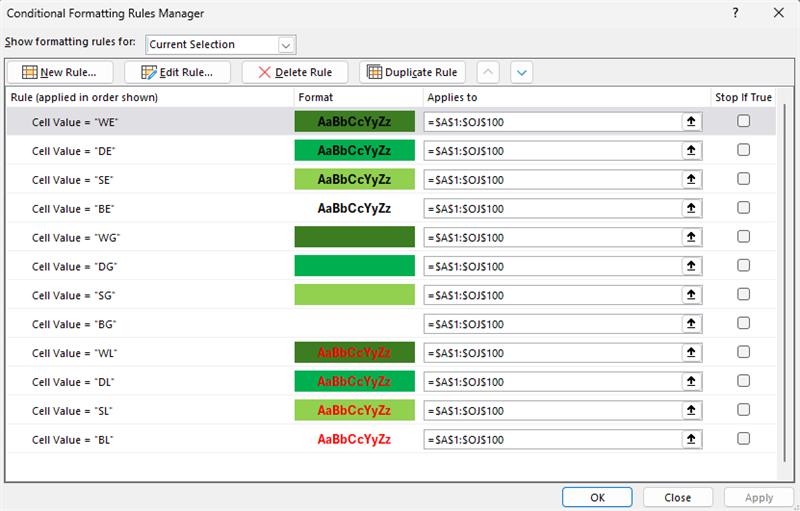 Conditional Formatting Rules Manager ?
Show formatting rules for: Current Selection
New Rule... Edit Rule... Delete Rule Duplicate Rule
Rule (applied in order shown) Format Applies to Stop If True
Cell Value = "WE" AaBbCcYyZz =$A$1:$OJ$100
Cell Value = "DE" AaBbCcYyZz =$A$1:$OJ$100
Cell Value = "SE" AaBbCcYyZz =$A$1:$OJ$100
Cell Value = "BE" AaBbCcYyZz =$A$1:$OJ$100
Cell Value = "WG" =$A$1:$OJ$100
Cell Value = "DG" =$A$1:$OJ$100
Cell Value = "SG" =$A$1:$OJ$100
Cell Value = "BG" =$A$1:$OJ$100
Cell Value = "WL" AaBbCcYyZz =$A$1:$OJ$100
Cell Value = "DL" AaBbCcYyZz =$A$1:$OJ$100
Cell Value = "SL" AaBbCcYyZz =$A$1:$OJ$100
Cell Value = "BL" AaBbCcYyZz =$A$1:$OJ$100
OK Close Apply